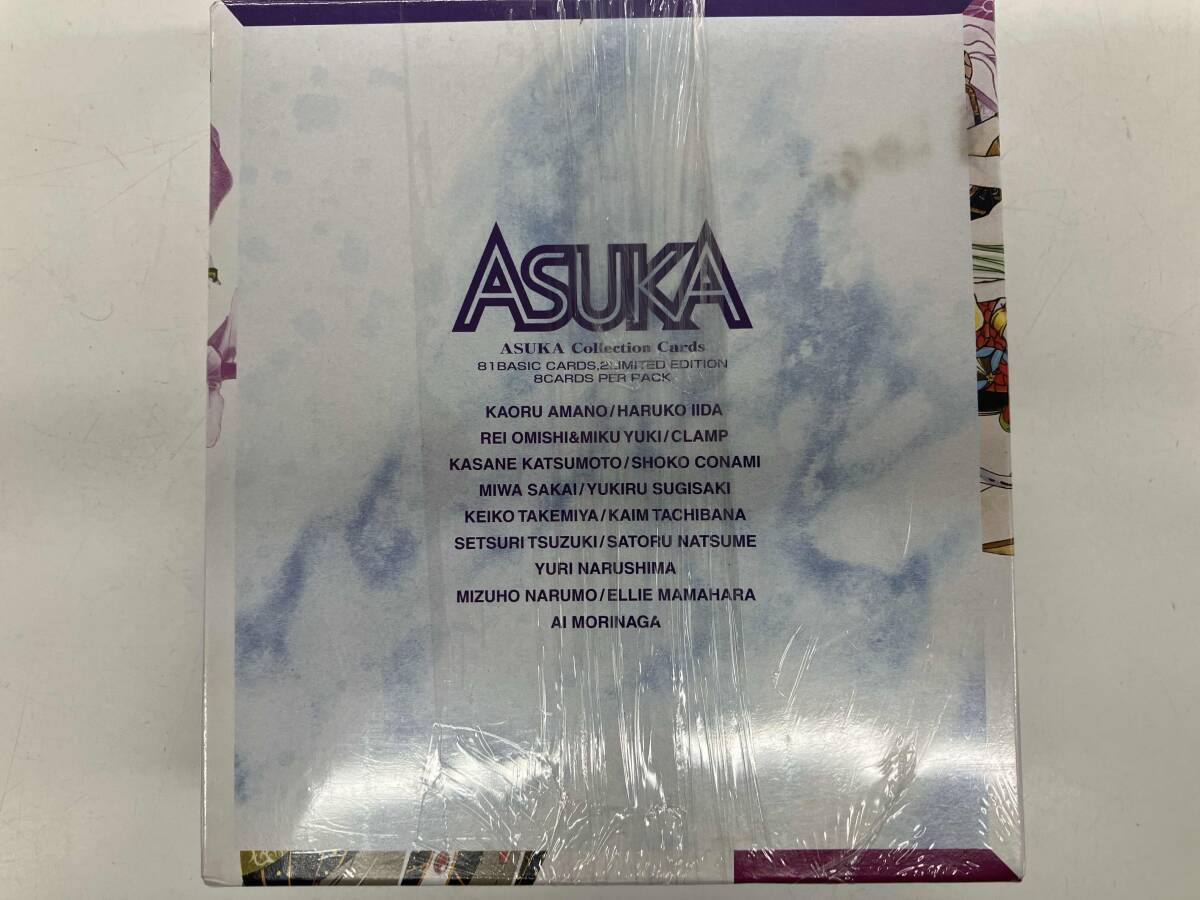 ASUKA
ASUKA Collection Cards
81BASIC CARDS,2LIMITED EDITION
8CARDS PER PACK
KAORU AMANO/HARUKO IIDA
REI OMISHI&MIKU YUKI/CLAMP
KASANE KATSUMOTO/SHOKO CONAMI
MIWA SAKAI/YUKIRU SUGISAKI
KEIKO TAKEMIYA/KAIM TACHIBANA
SETSURI TSUZUKI/SATORU NATSUME
YURI NARUSHIMA
MIZUHO NARUMO/ELLIE MAMAHARA
AI MORINAGA